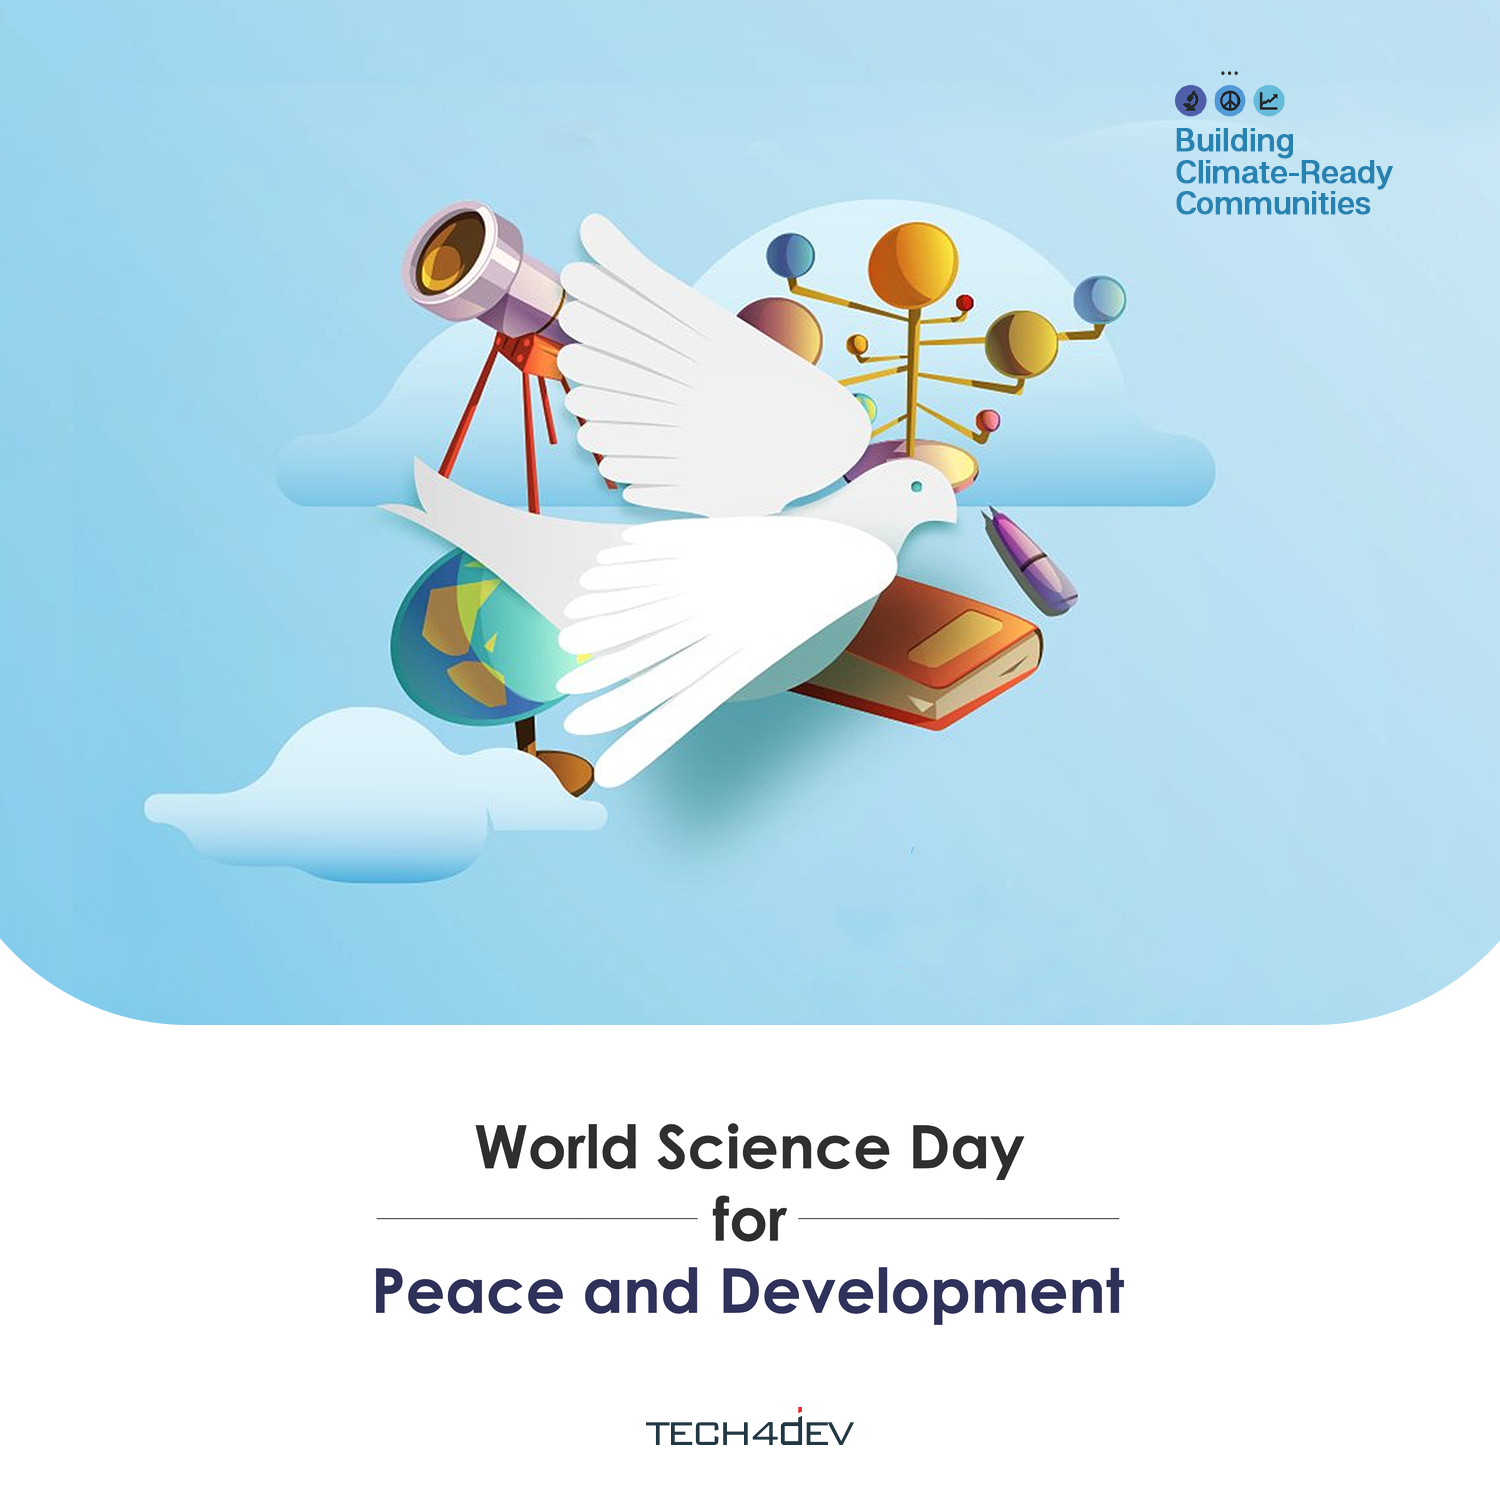 Building
Climate-Ready
Communities
World Science Day
for
Peace and Development
TECH4DEV